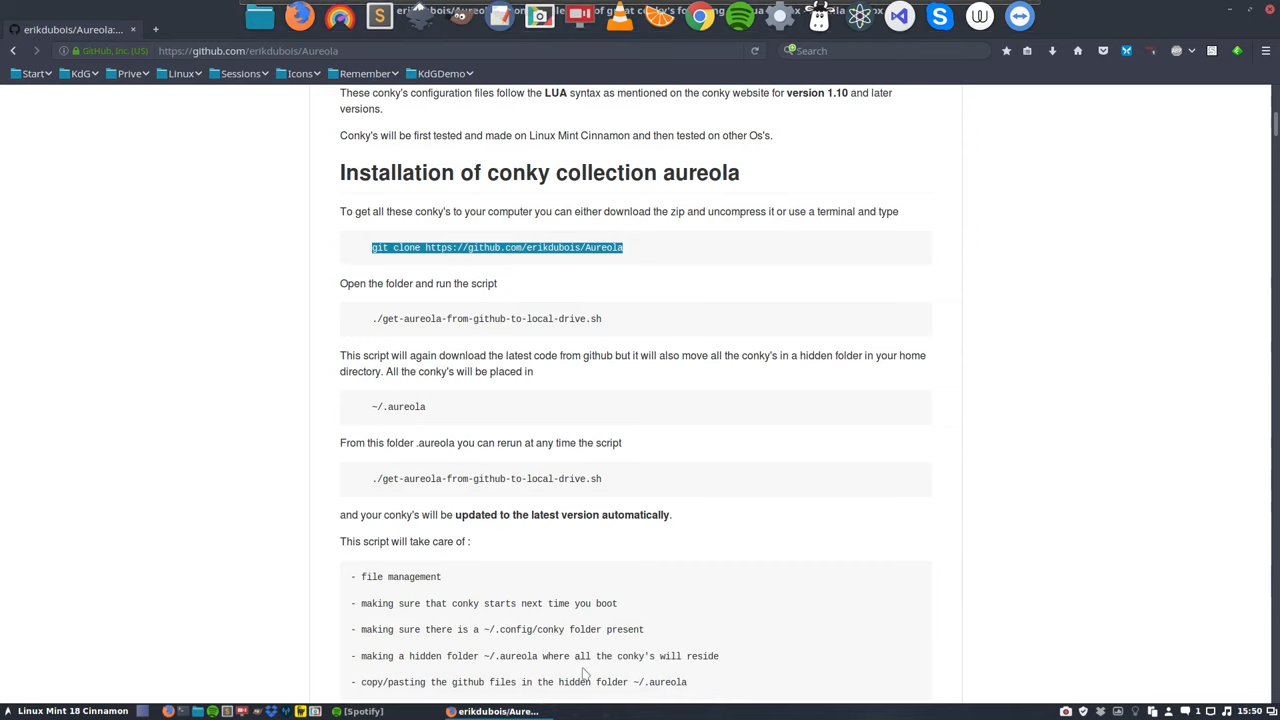 erikdubois/Aureola:
erikdubois/Aureola
GitHub, Inc. (US)
https://github.com/erikdubois/Aureola
Search
Start
KdG
Prive
Linux
Sessions
Icons
Remember
KdGDemo
These conky's configuration files follow the LUA syntax as mentioned on the conky website for version 1.10 and later
versions.
Conky's will be first tested and made on Linux Mint Cinnamon and then tested on other Os's.
Installation of conky collection aureola
To get all these conky's to your computer you can either download the zip and uncompress it or use a terminal and type
git clone https://github.com/erikdubois/Aureola
Open the folder and run the script
./get-aureola-from-github-to-local-drive.sh
This script will again download the latest code from github but it will also move all the conky's in a hidden folder in your home
directory. All the conky's will be placed in
~/.aureola
From this folder .aureola you can rerun at any time the script
./get-aureola-from-github-to-local-drive.sh
and your conky's will be updated to the latest version automatically.
This script will take care of :
- file management
- making sure that conky starts next time you boot
- making sure there is a ~/.config/conky folder present
- making a hidden folder ~/.aureola where all the conky's will reside
- copy/pasting the github files in the hidden folder ~/.aureola
Linux Mint 18 Cinnamon
[Spotify]
erikdubois/Aure...
1
15:50